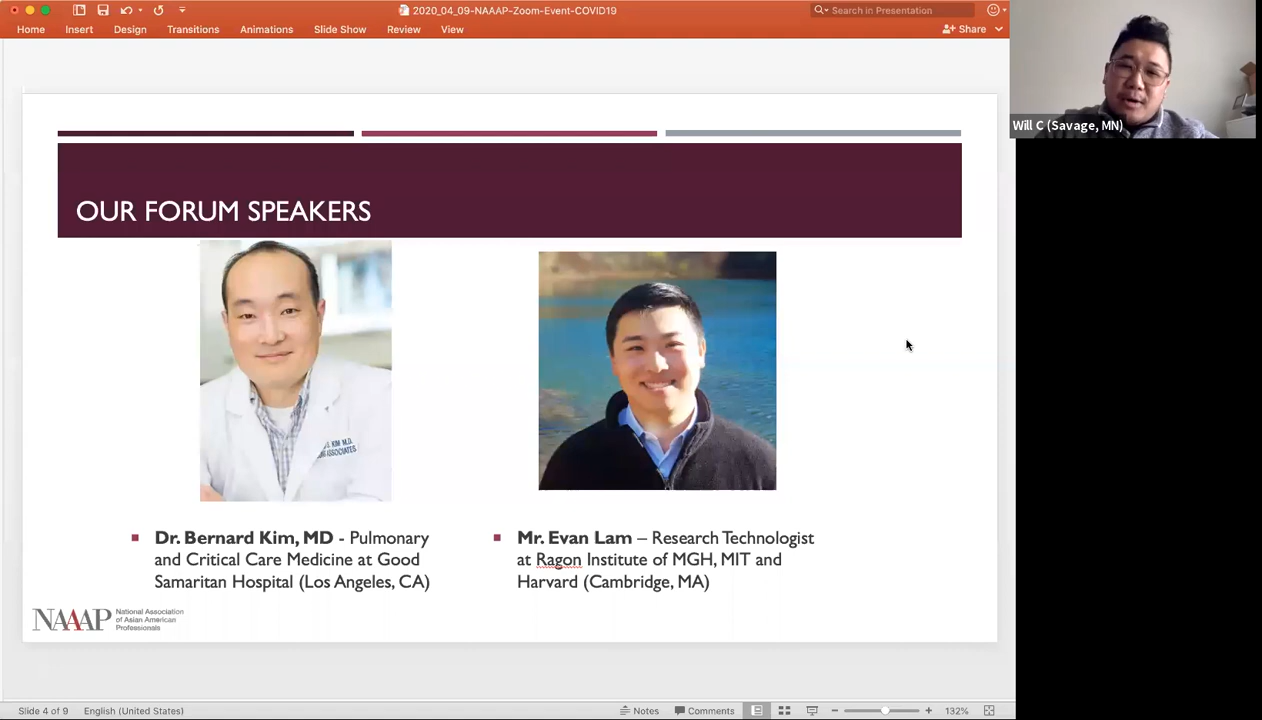 2020_04_09-NAAAP-Zoom-Event-COVID19
Search in Presentation
Home Insert Design Transitions Animations Slide Show Review View
Share
Will C (Savage, MN)
OUR FORUM SPEAKERS
KIM M.D.
ASSOCIATES
Dr. Bernard Kim, MD - Pulmonary
and Critical Care Medicine at Good
Samaritan Hospital (Los Angeles, CA)
Mr. Evan Lam – Research Technologist
at Ragon Institute of MGH, MIT and
Harvard (Cambridge, MA)
NAAAP
National Association
of Asian American
Professionals
Slide 4 of 9 English (United States)
Notes Comments 132%